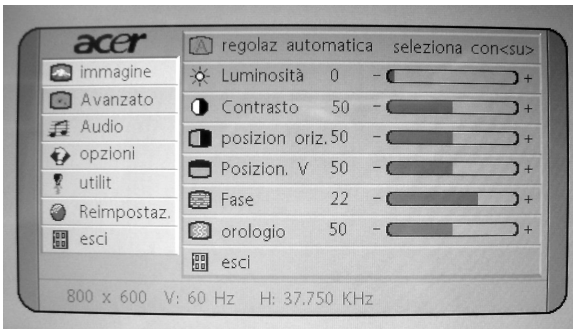 acer
immagine
Avanzato
Audio
opzioni
utilit
Reimpostaz.
esci
regolaz automatica seleziona con<su>
Luminosità 0 - +
Contrasto 50 - +
posizion oriz. 50 - +
Posizion. V 50 - +
Fase 22 - +
orologio 50 - +
esci
800 x 600 V: 60 Hz H: 37.750 KHz